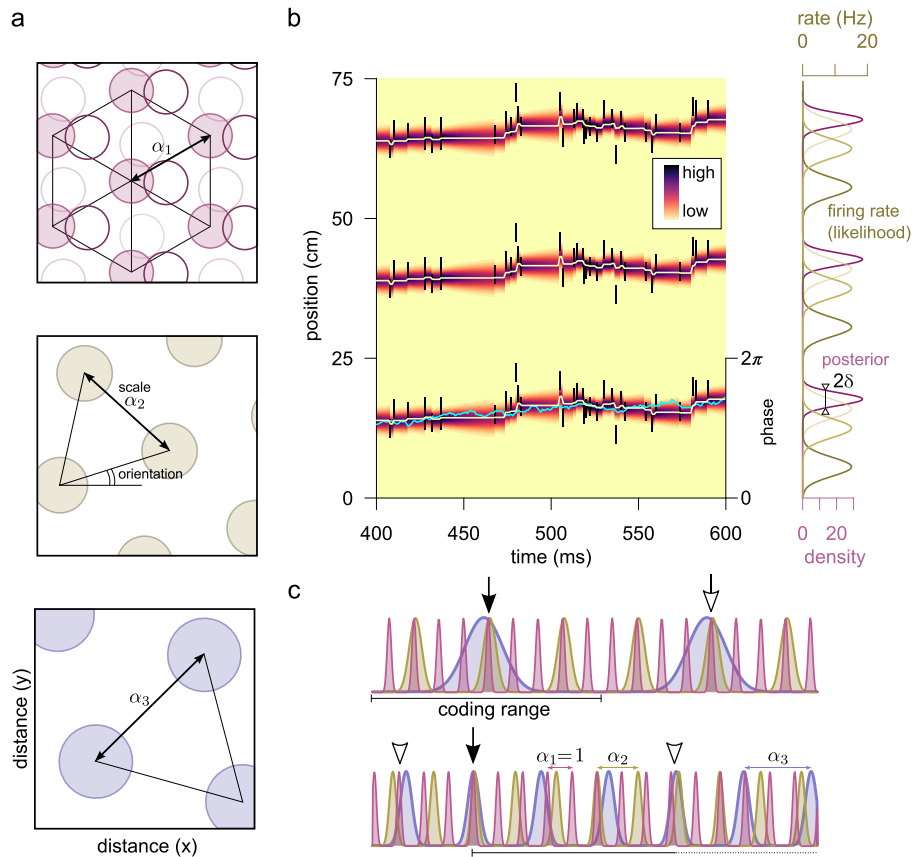 a
b
rate (Hz)
0 20
α1
α2
scale
orientation
α3
distance (y)
distance (x)
position (cm)
75
50
25
0
high
low
2π
phase
0
400 450 500 550 600
time (ms)
firing rate
(likelihood)
posterior
2δ
0 20
density
c
coding range
α1=1
α2
α3